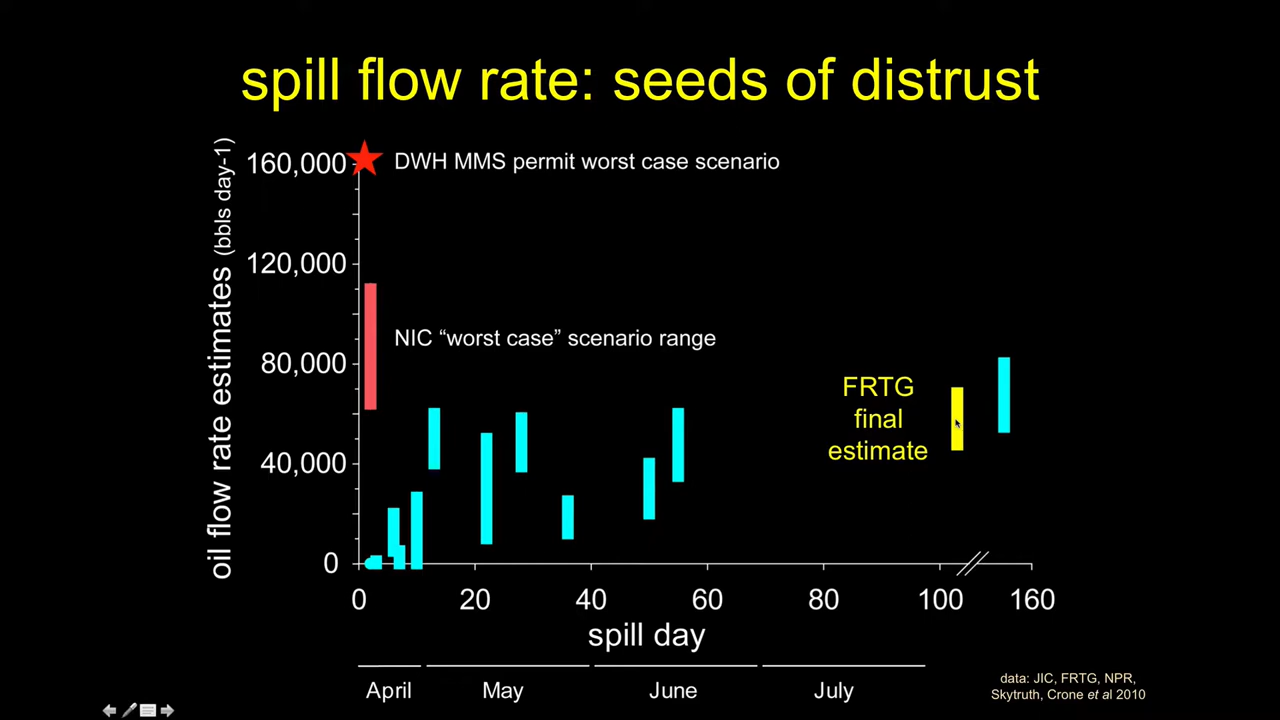 spill flow rate: seeds of distrust
oil flow rate estimates (bbls day-1)
160,000
120,000
80,000
40,000
0
DWH MMS permit worst case scenario
NIC “worst case” scenario range
FRTG
final
estimate
0 20 40 60 80 100 160
spill day
April May June July
data: JIC, FRTG, NPR,
Skytruth, Crone et al 2010